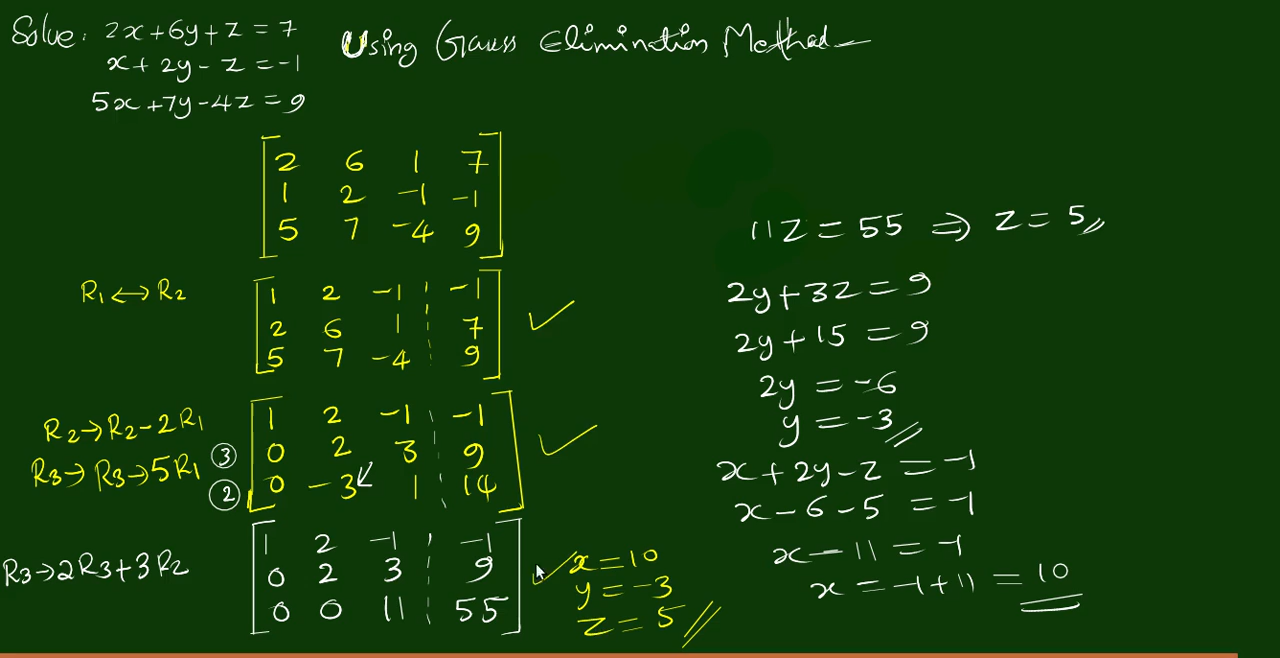 Solve: 2x+6y+z=7 Using Gauss Elimination Method
x+2y-z=-1
5x+7y-4z=9
2 6 1 7
1 2 -1 -1
5 7 -4 9
R1↔R2
1 2 -1 -1
2 6 1 7
5 7 -4 9
R2→R2-2R1
R3→R3→5R1
1 2 -1 -1
③ 0 2 3 9
② 0 -3 1 14
R3→2R3+3R2
1 2 -1 -1
0 2 3 9
0 0 11 55
x=10
y=-3
z=5
11z=55 ⇒ z=5
2y+3z=9
2y+15=9
2y=-6
y=-3
x+2y-z=-1
x-6-5=-1
x-11=-1
x=-1+11=10